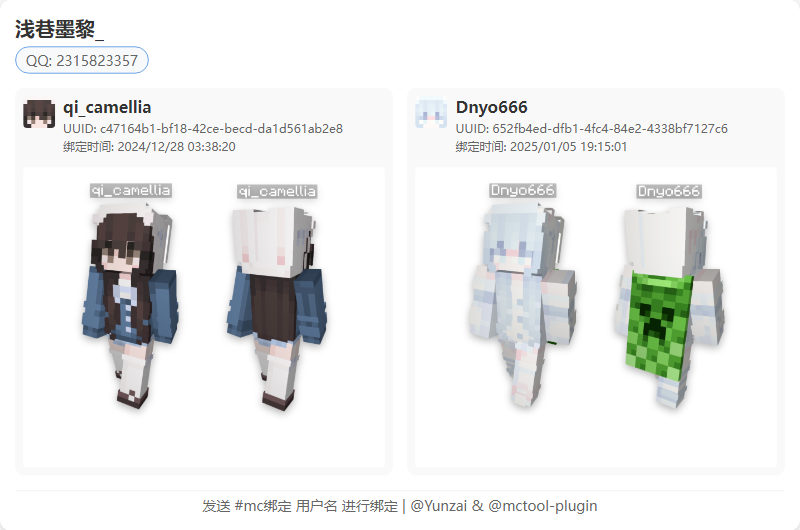 浅巷墨黎_
QQ: 2315823357
qi_camellia
UUID: c47164b1-bf18-42ce-becd-da1d561ab2e8
绑定时间: 2024/12/28 03:38:20
qi_camellia
qi_camellia
Dnyo666
UUID: 652fb4ed-dfb1-4fc4-84e2-4338bf7127c6
绑定时间: 2025/01/05 19:15:01
Dnyo666
Dnyo666
发送 #mc绑定 用户名 进行绑定 | @Yunzai & @mctool-plugin